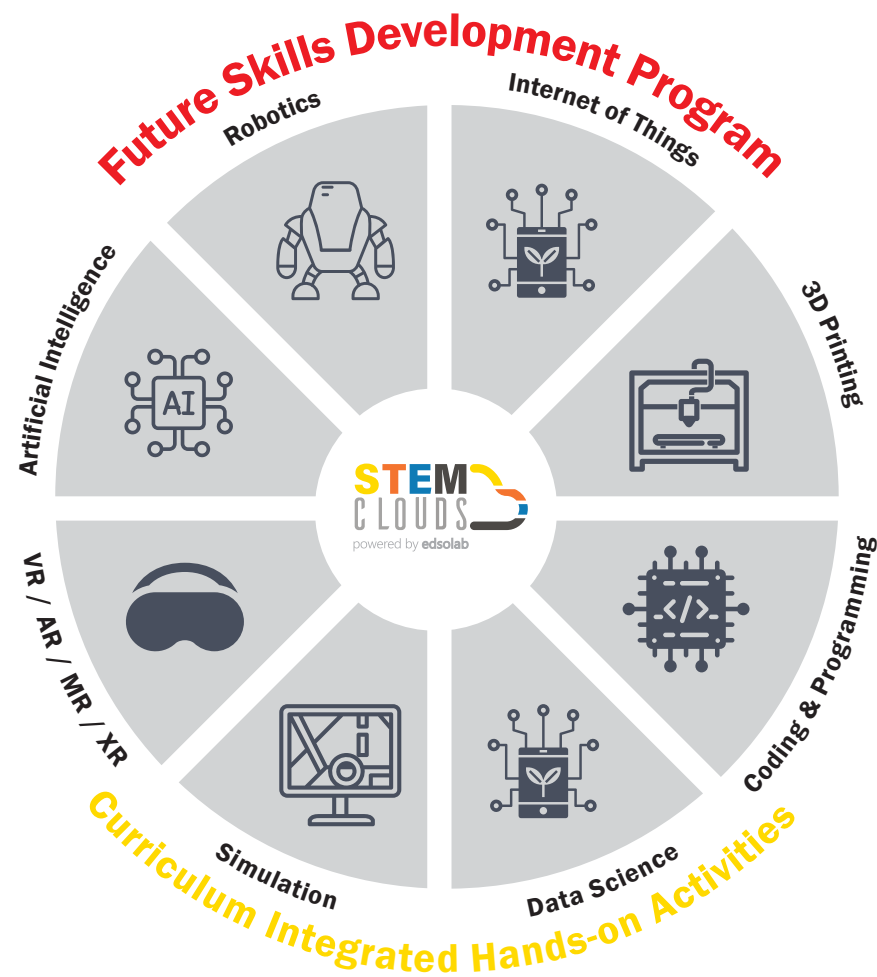 Future Skills Development Program
Robotics
Internet of Things
Artificial Intelligence
3D Printing
AI
STEM
CLOUDS
powered by edsolab
</>
VR / AR / MR / XR
Coding & Programming
Simulation
Data Science
Curriculum Integrated Hands-on Activities